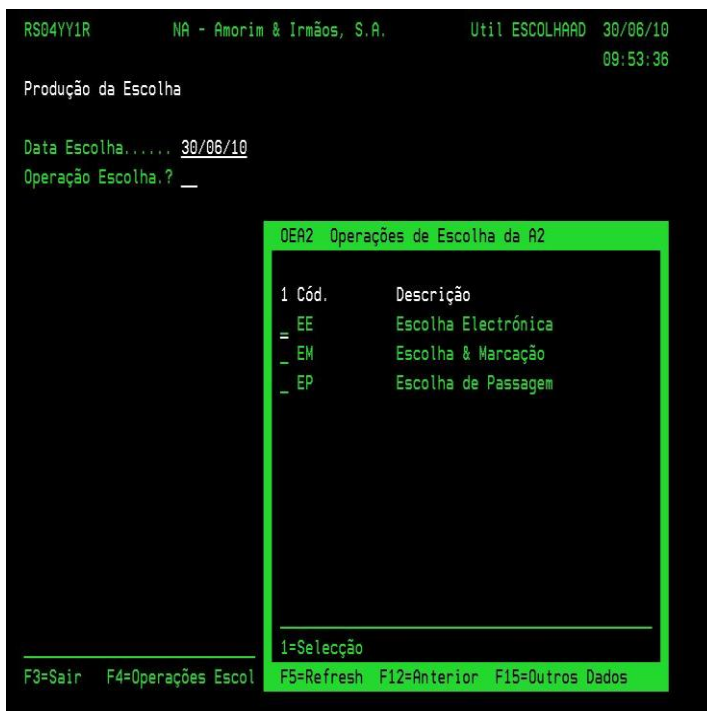 RS04YY1R NA - Amorim & Irmãos, S.A. Util ESCOLHAAD 30/06/10
09:53:36
Produção da Escolha
Data Escolha...... 30/06/10
Operação Escolha.? __
OEA2 Operações de Escolha da A2
1 Cód. Descrição
_ EE Escolha Electrónica
_ EM Escolha & Marcação
_ EP Escolha de Passagem
1=Selecção
F3=Sair F4=Operações Escol
F5=Refresh F12=Anterior F15=Outros Dados